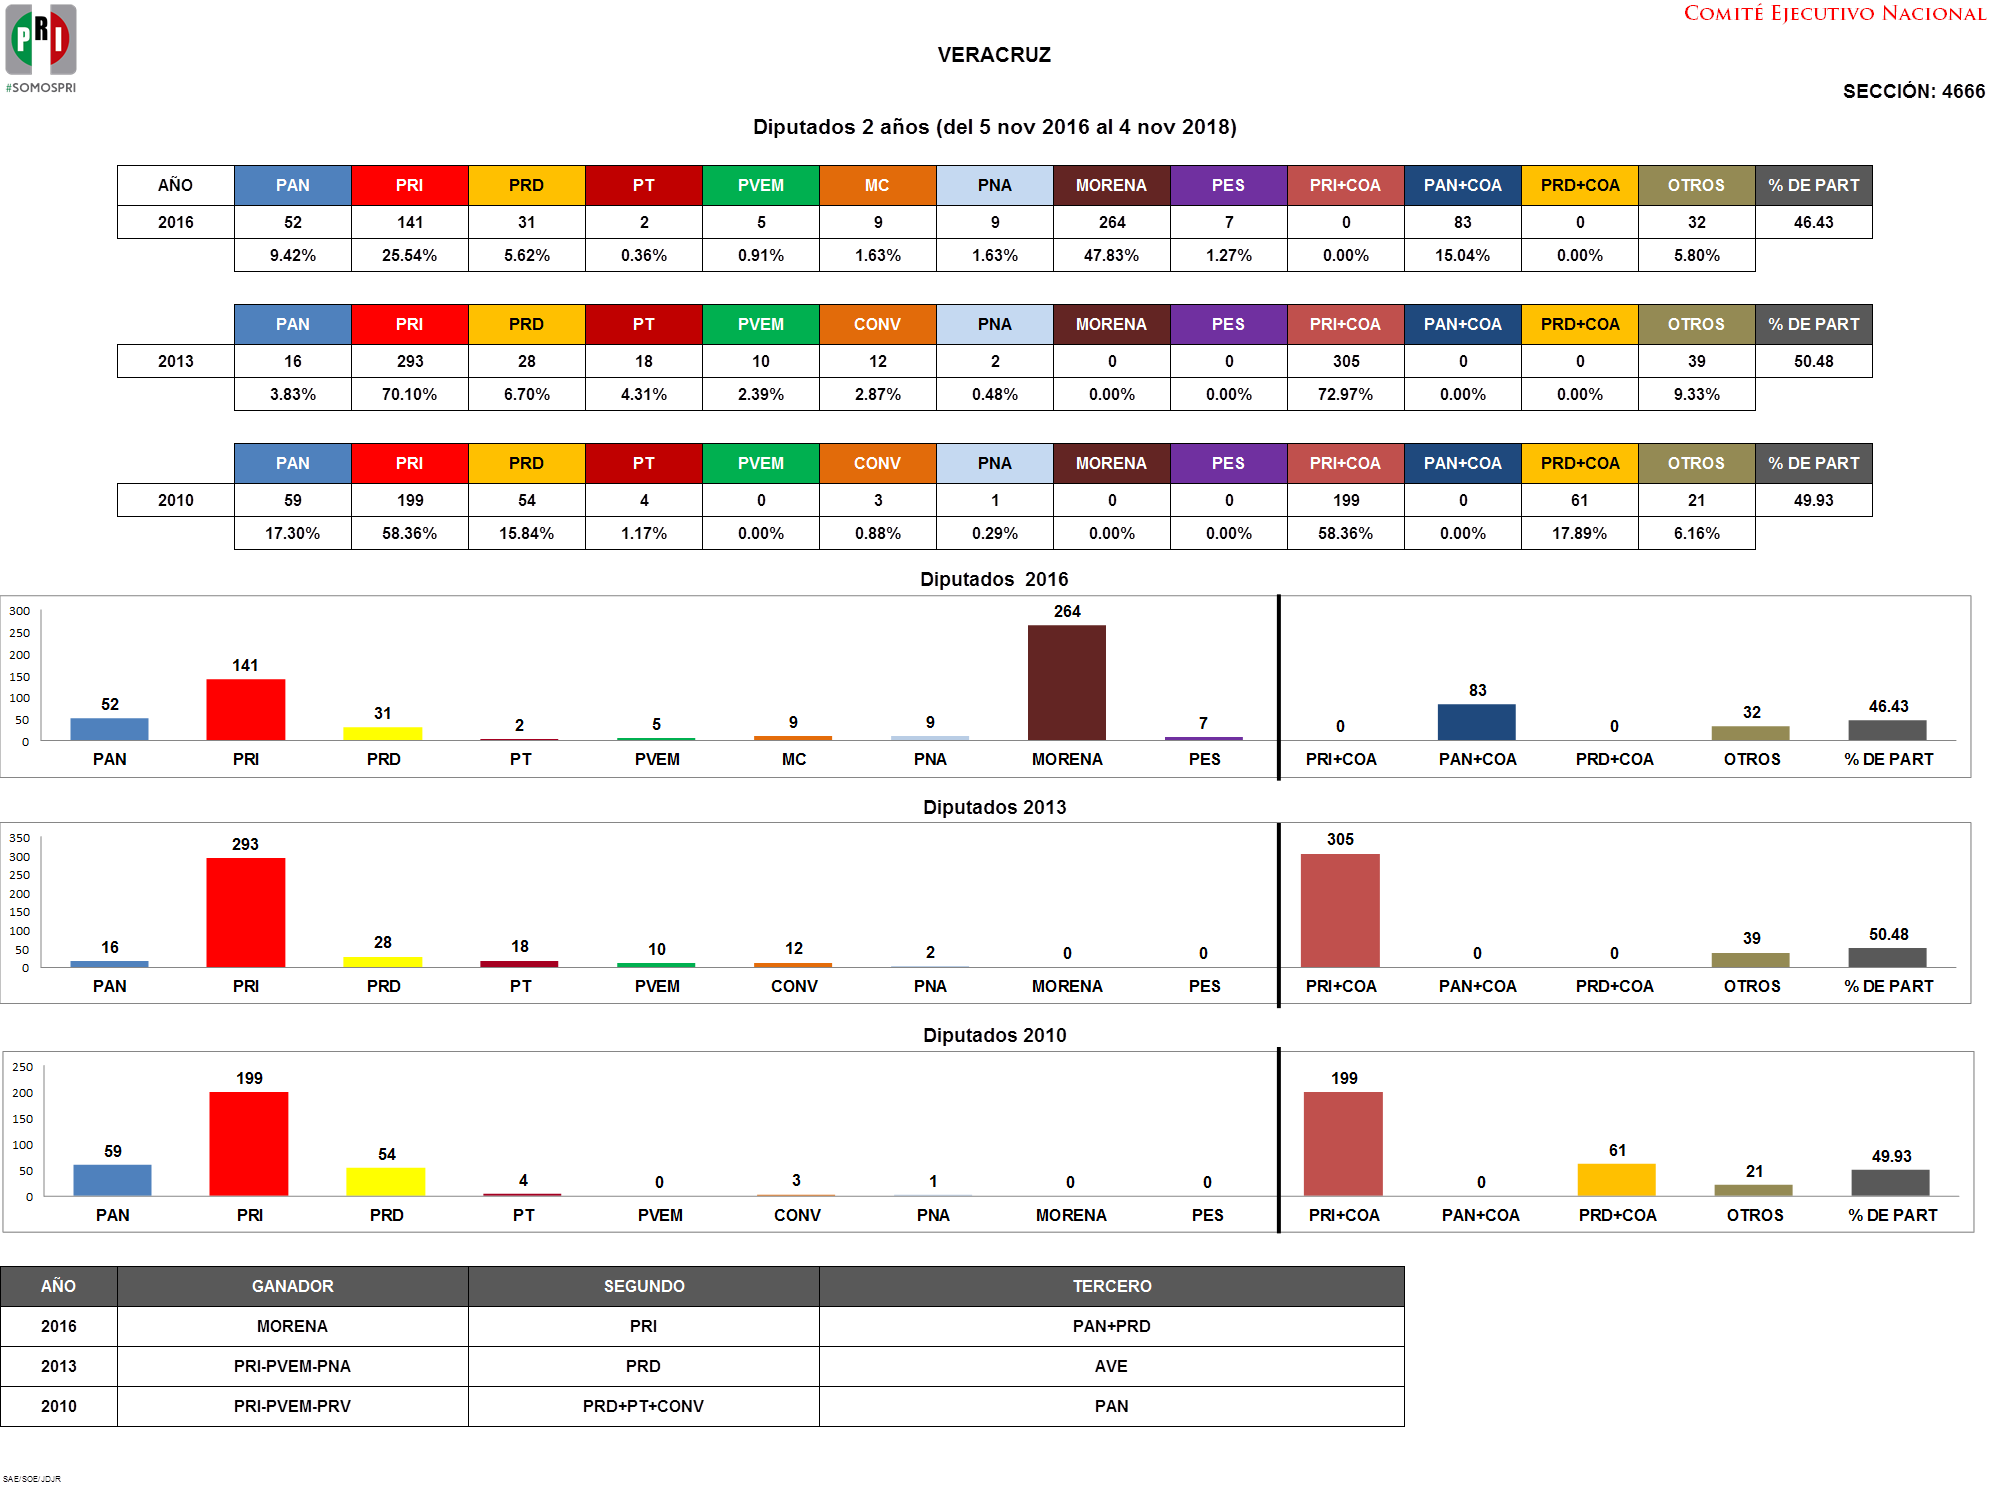 PRI
#SOMOSPRI
COMITÉ EJECUTIVO NACIONAL
VERACRUZ
SECCIÓN: 4666
Diputados 2 años (del 5 nov 2016 al 4 nov 2018)
AÑO PAN PRI PRD PT PVEM MC PNA MORENA PES PRI+COA PAN+COA PRD+COA OTROS % DE PART
2016 52 141 31 2 5 9 9 264 7 0 83 0 32 46.43
9.42% 25.54% 5.62% 0.36% 0.91% 1.63% 1.63% 47.83% 1.27% 0.00% 15.04% 0.00% 5.80%
PAN PRI PRD PT PVEM CONV PNA MORENA PES PRI+COA PAN+COA PRD+COA OTROS % DE PART
2013 16 293 28 18 10 12 2 0 0 305 0 0 39 50.48
3.83% 70.10% 6.70% 4.31% 2.39% 2.87% 0.48% 0.00% 0.00% 72.97% 0.00% 0.00% 9.33%
PAN PRI PRD PT PVEM CONV PNA MORENA PES PRI+COA PAN+COA PRD+COA OTROS % DE PART
2010 59 199 54 4 0 3 1 0 0 199 0 61 21 49.93
17.30% 58.36% 15.84% 1.17% 0.00% 0.88% 0.29% 0.00% 0.00% 58.36% 0.00% 17.89% 6.16%
Diputados 2016
300
250
200
150
100
50
0
52 141 31 2 5 9 9 264 7 0 83 0 32 46.43
PAN PRI PRD PT PVEM MC PNA MORENA PES PRI+COA PAN+COA PRD+COA OTROS % DE PART
Diputados 2013
350
300
250
200
150
100
50
0
16 293 28 18 10 12 2 0 0 305 0 0 39 50.48
PAN PRI PRD PT PVEM CONV PNA MORENA PES PRI+COA PAN+COA PRD+COA OTROS % DE PART
Diputados 2010
250
200
150
100
50
0
59 199 54 4 0 3 1 0 0 199 0 61 21 49.93
PAN PRI PRD PT PVEM CONV PNA MORENA PES PRI+COA PAN+COA PRD+COA OTROS % DE PART
AÑO GANADOR SEGUNDO TERCERO
2016 MORENA PRI PAN+PRD
2013 PRI-PVEM-PNA PRD AVE
2010 PRI-PVEM-PRV PRD+PT+CONV PAN
SAE/SOE/JDJR